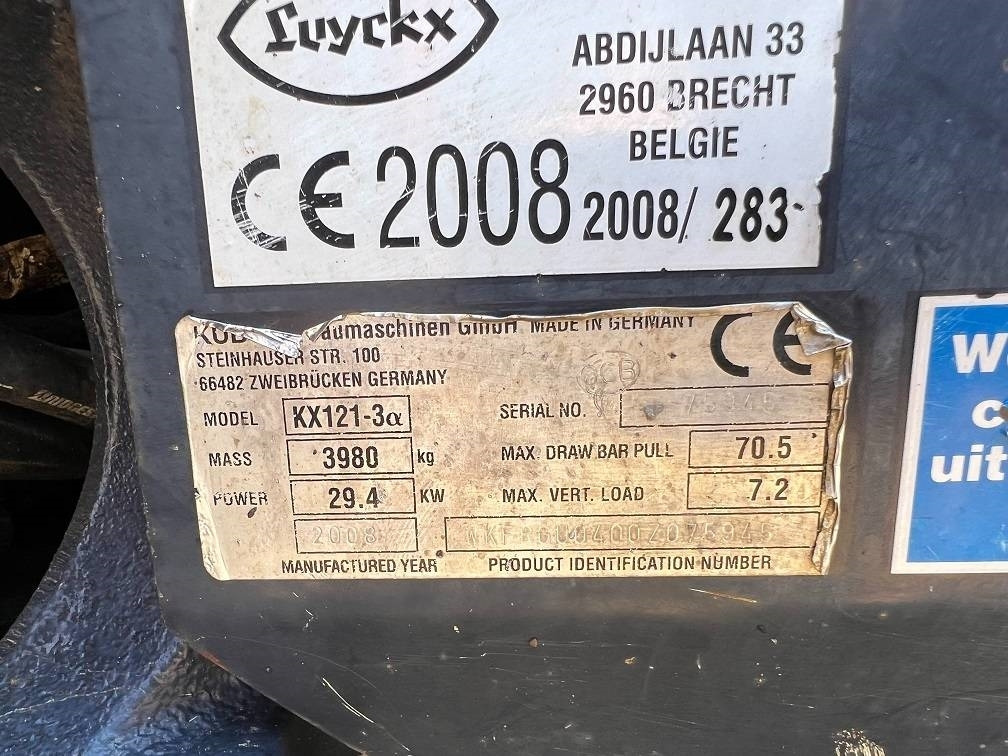 Luyckx
ABDIJLAAN 33
2960 BRECHT
BELGIE
CE 2008 2008/ 283
MADE IN GERMANY CE
STEINHAUSER STR. 100
66482 ZWEIBRÜCKEN GERMANY
MODEL KX121-3α SERIAL NO. 75945
MASS 3980 kg MAX. DRAW BAR PULL 70.5
POWER 29.4 KW MAX. VERT. LOAD 7.2
2008
MANUFACTURED YEAR PRODUCT IDENTIFICATION NUMBER
uit